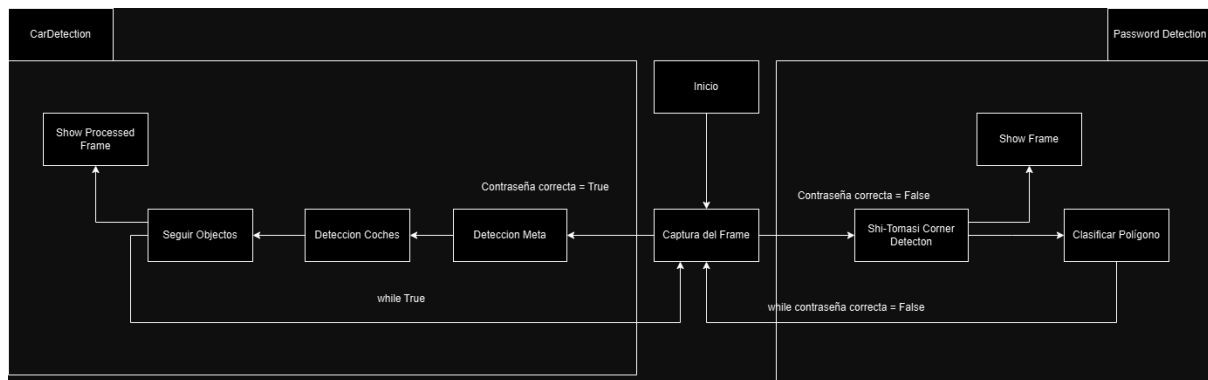 CarDetection
Password Detection
Inicio
Show Processed
Frame
Show Frame
Contraseña correcta = True
Contraseña correcta = False
Seguir Objectos
Deteccion Coches
Deteccion Meta
Captura del Frame
Shi-Tomasi Corner
Detecton
Clasificar Polígono
while True
while contraseña correcta = False